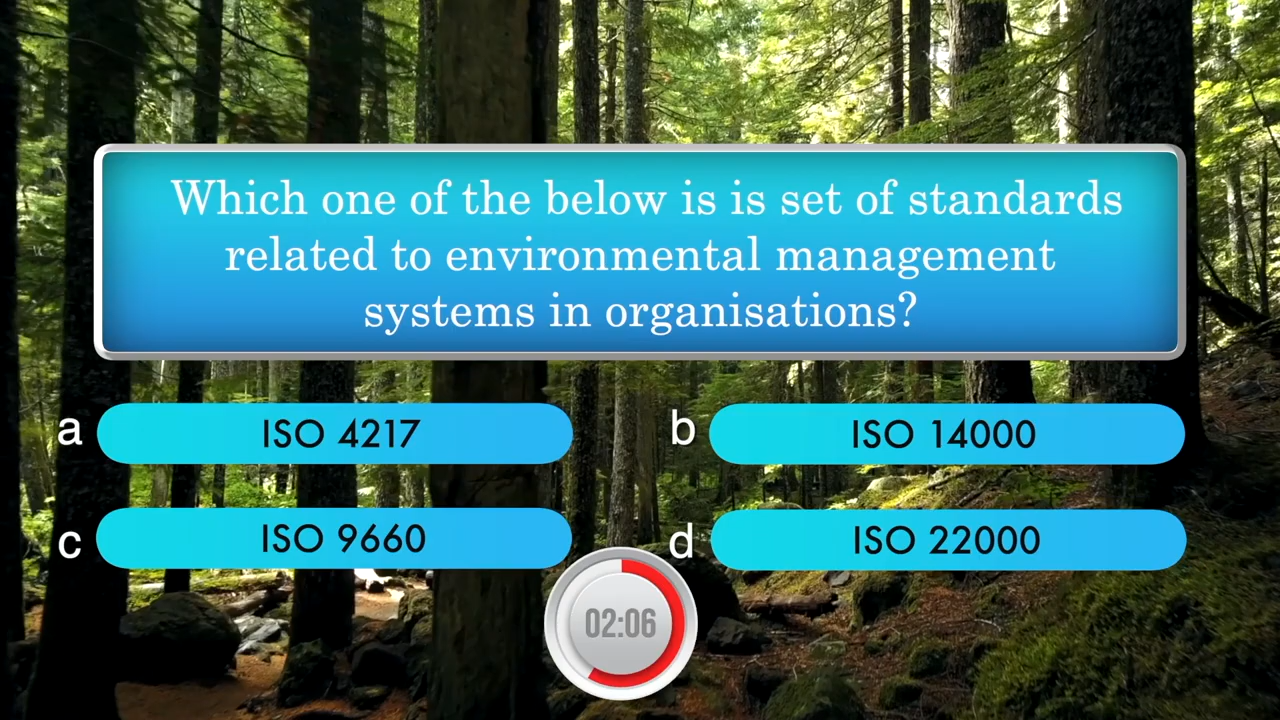 Which one of the below is is set of standards
related to environmental management
systems in organisations?
a ISO 4217
b ISO 14000
c ISO 9660
d ISO 22000
02:06